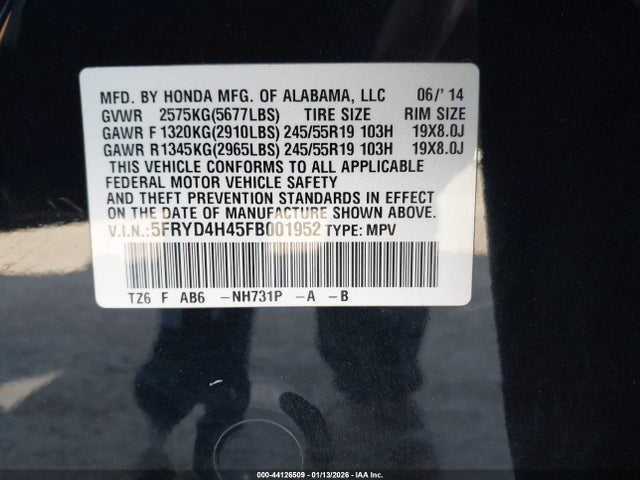 MFD. BY HONDA MFG. OF ALABAMA, LLC 06/'14
GVWR 2575KG(5677LBS) TIRE SIZE RIM SIZE
GAWR F 1320KG(2910LBS) 245/55R19 103H 19X8.0J
GAWR R1345KG(2965LBS) 245/55R19 103H 19X8.0J
THIS VEHICLE CONFORMS TO ALL APPLICABLE
FEDERAL MOTOR VEHICLE SAFETY
AND THEFT PREVENTION STANDARDS IN EFFECT
ON THE DATE OF MANUFACTURE SHOWN ABOVE.
V.I.N.:5FRYD4H45FB001952 TYPE: MPV
TZ6 F AB6 -NH731P -A -B
000-44126509 - 01/13/2026 - IAA Inc.